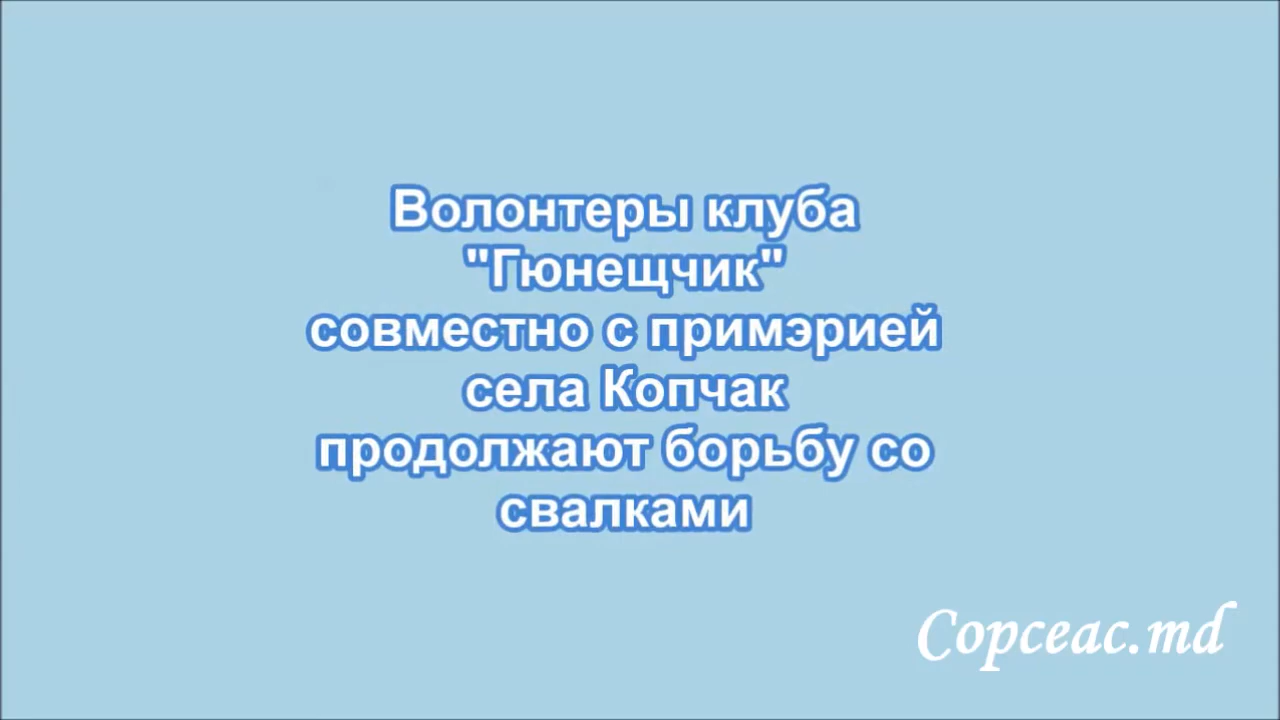 Волонтеры клуба
"Гюнещчик"
совместно с примэрией
села Копчак
продолжают борьбу со
свалками
Copceac.md